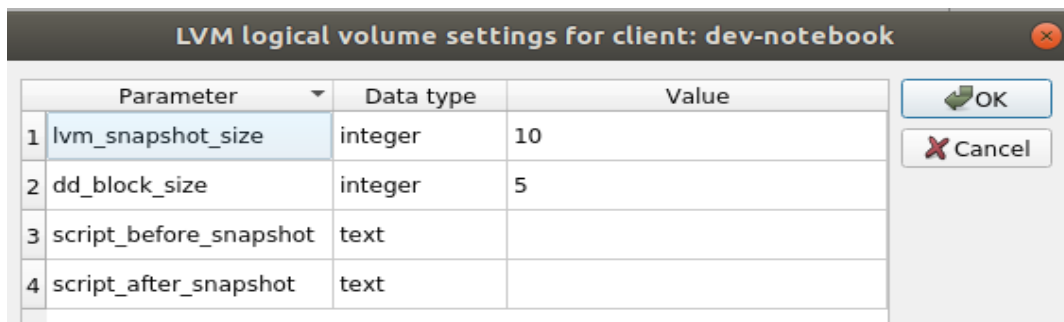 LVM logical volume settings for client: dev-notebook
Parameter Data type Value
1 lvm_snapshot_size integer 10
2 dd_block_size integer 5
3 script_before_snapshot text
4 script_after_snapshot text
OK
Cancel